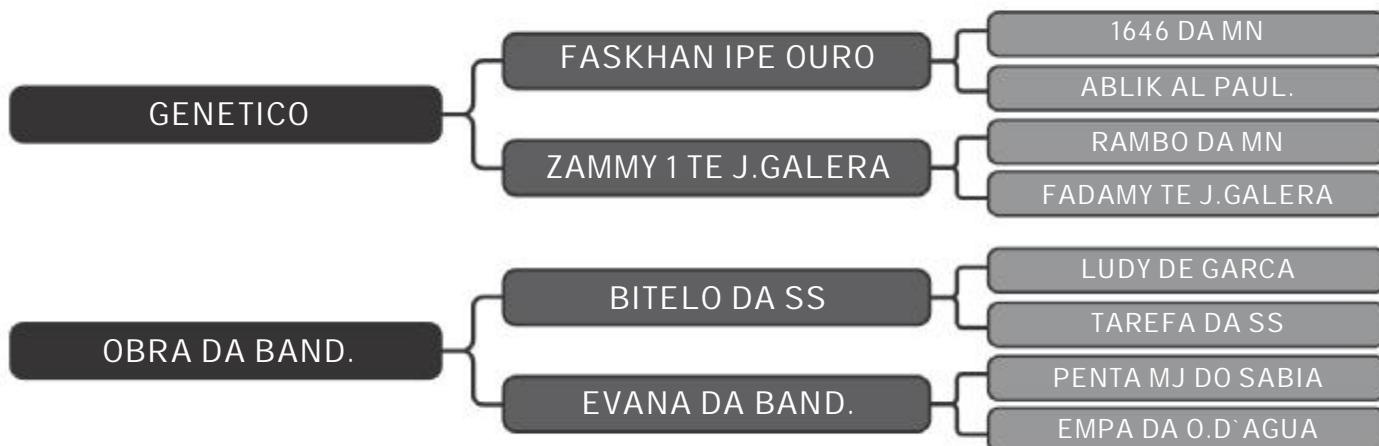 GENETICO
FASKHAN IPE OURO
1646 DA MN
ABLIK AL PAUL.
ZAMMY 1 TE J.GALERA
RAMBO DA MN
FADAMY TE J.GALERA
OBRA DA BAND.
BITELO DA SS
LUDY DE GARCA
TAREFA DA SS
EVANA DA BAND.
PENTA MJ DO SABIA
EMPA DA O.D`AGUA